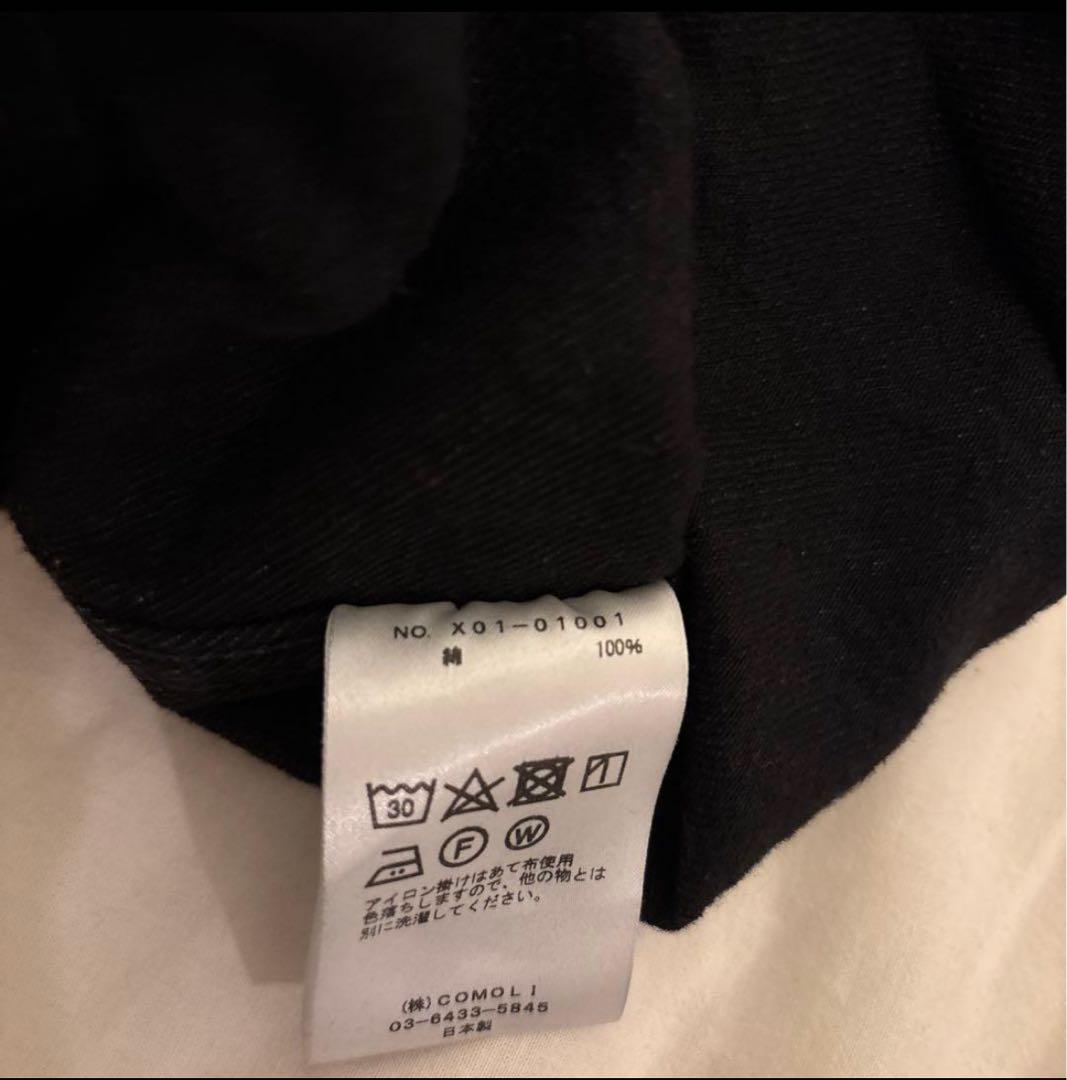 NO. X01-01001
綿 100%
30
F W
アイロン掛けはあて布使用
色落ちしますので、他の物とは
別に洗濯してください。
(株)COMOLI
03-6433-5845
日本製